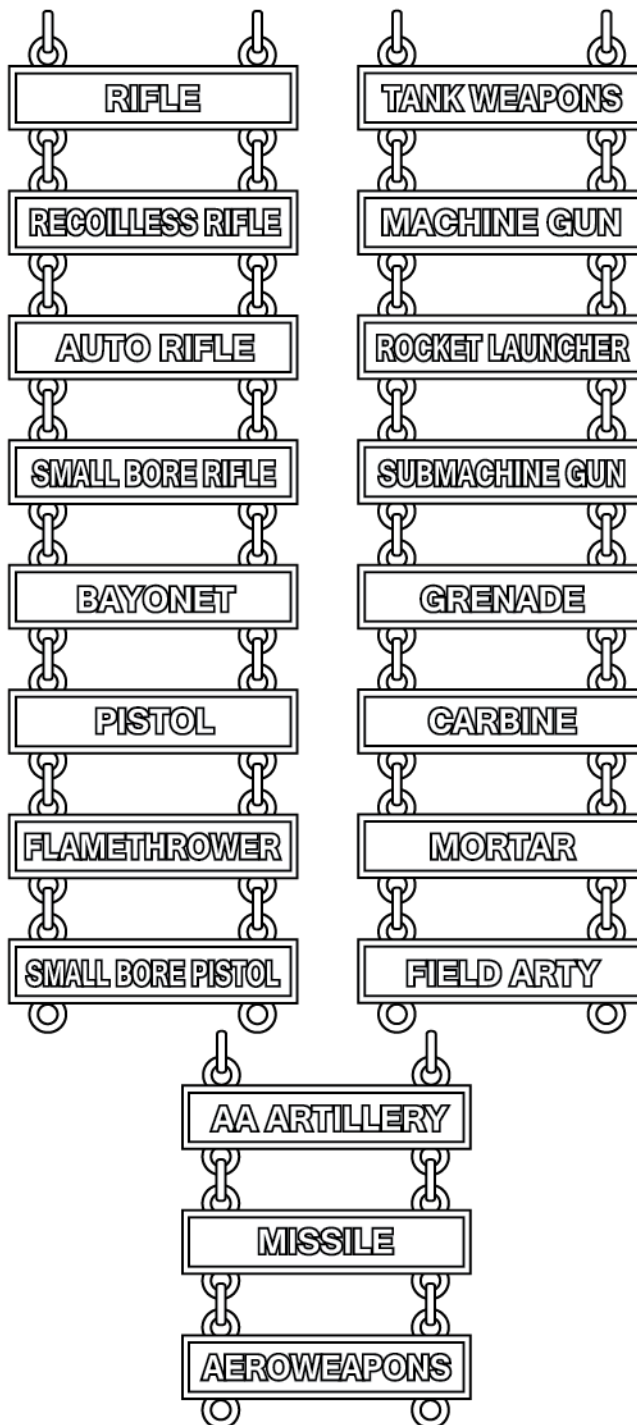 RIFLE
RECOILLESS RIFLE
AUTO RIFLE
SMALL BORE RIFLE
BAYONET
PISTOL
FLAMETHROWER
SMALL BORE PISTOL
TANK WEAPONS
MACHINE GUN
ROCKET LAUNCHER
SUBMACHINE GUN
GRENADE
CARBINE
MORTAR
FIELD ARTY
AA ARTILLERY
MISSILE
AEROWEAPONS